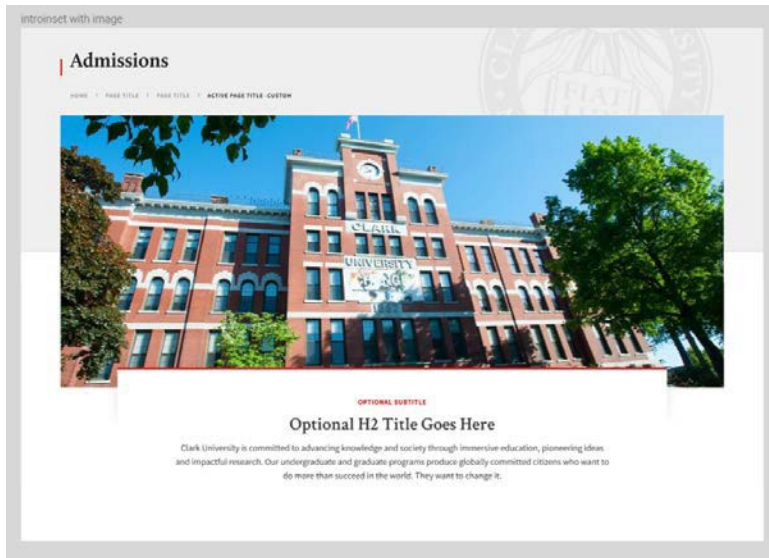 introinset with image
Admissions
HOME › PAGE TITLE › PAGE TITLE › ACTIVE PAGE TITLE -CUSTOM
FIAT
CLARK
UNIVERSITY
OPTIONAL SUBTITLE
Optional H2 Title Goes Here
Clark University is committed to advancing knowledge and society through immersive education, pioneering ideas
and impactful research. Our undergraduate and graduate programs produce globally committed citizens who want to
do more than succeed in the world. They want to change it.